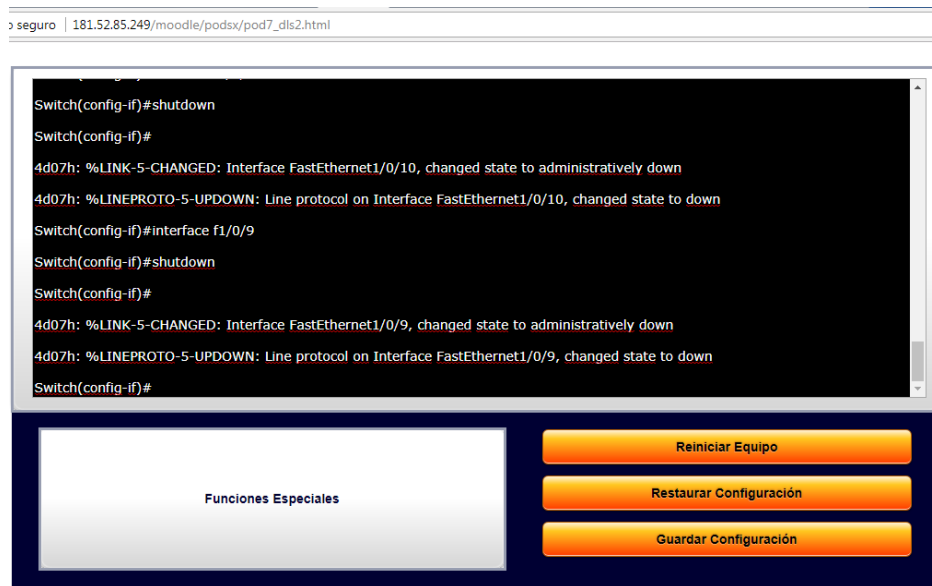 o seguro | 181.52.85.249/moodle/podsx/pod7_dls2.html
Switch(config-if)#shutdown
Switch(config-if)#
4d07h: %LINK-5-CHANGED: Interface FastEthernet1/0/10, changed state to administratively down
4d07h: %LINEPROTO-5-UPDOWN: Line protocol on Interface FastEthernet1/0/10, changed state to down
Switch(config-if)#interface f1/0/9
Switch(config-if)#shutdown
Switch(config-if)#
4d07h: %LINK-5-CHANGED: Interface FastEthernet1/0/9, changed state to administratively down
4d07h: %LINEPROTO-5-UPDOWN: Line protocol on Interface FastEthernet1/0/9, changed state to down
Switch(config-if)#
Funciones Especiales
Reiniciar Equipo
Restaurar Configuración
Guardar Configuración